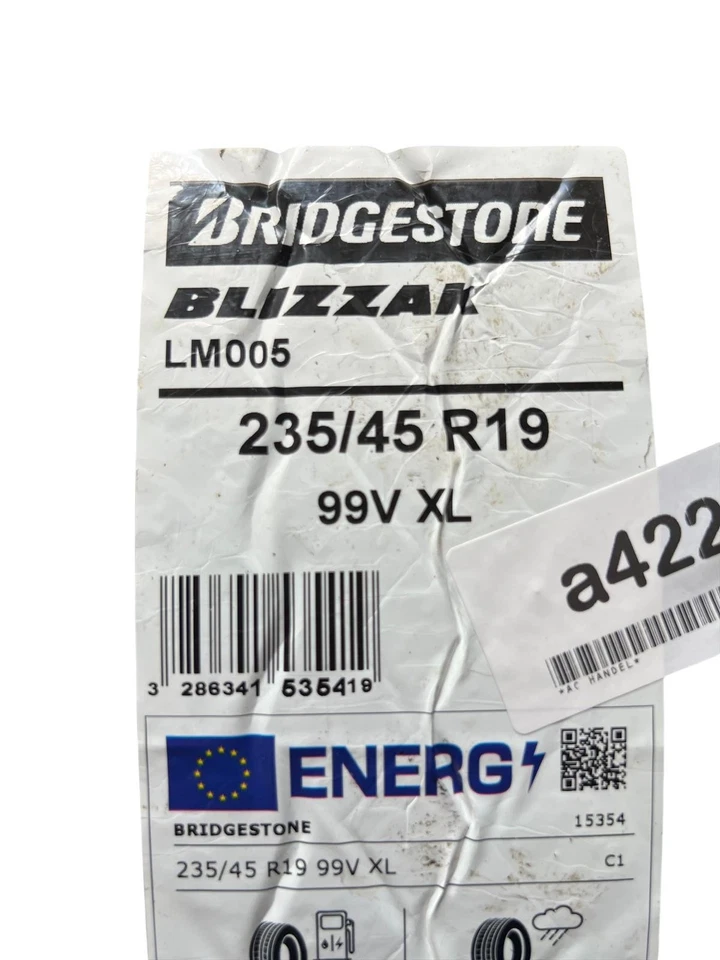 BRIDGESTONE
BLIZZAK
LM005
235/45 R19
99V XL
a422
*AC HANDEL*
3 286341 535419
ENERG
BRIDGESTONE 15354
235/45 R19 99V XL C1